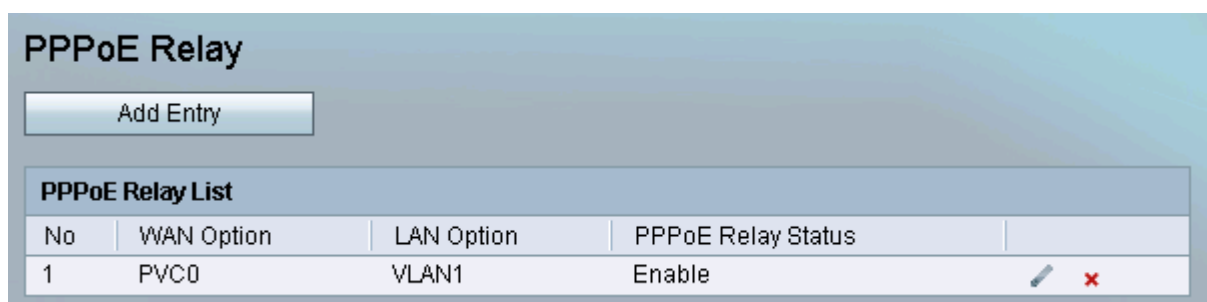 PPPoE Relay
Add Entry
PPPoE Relay List
No WAN Option LAN Option PPPoE Relay Status
1 PVC0 VLAN1 Enable